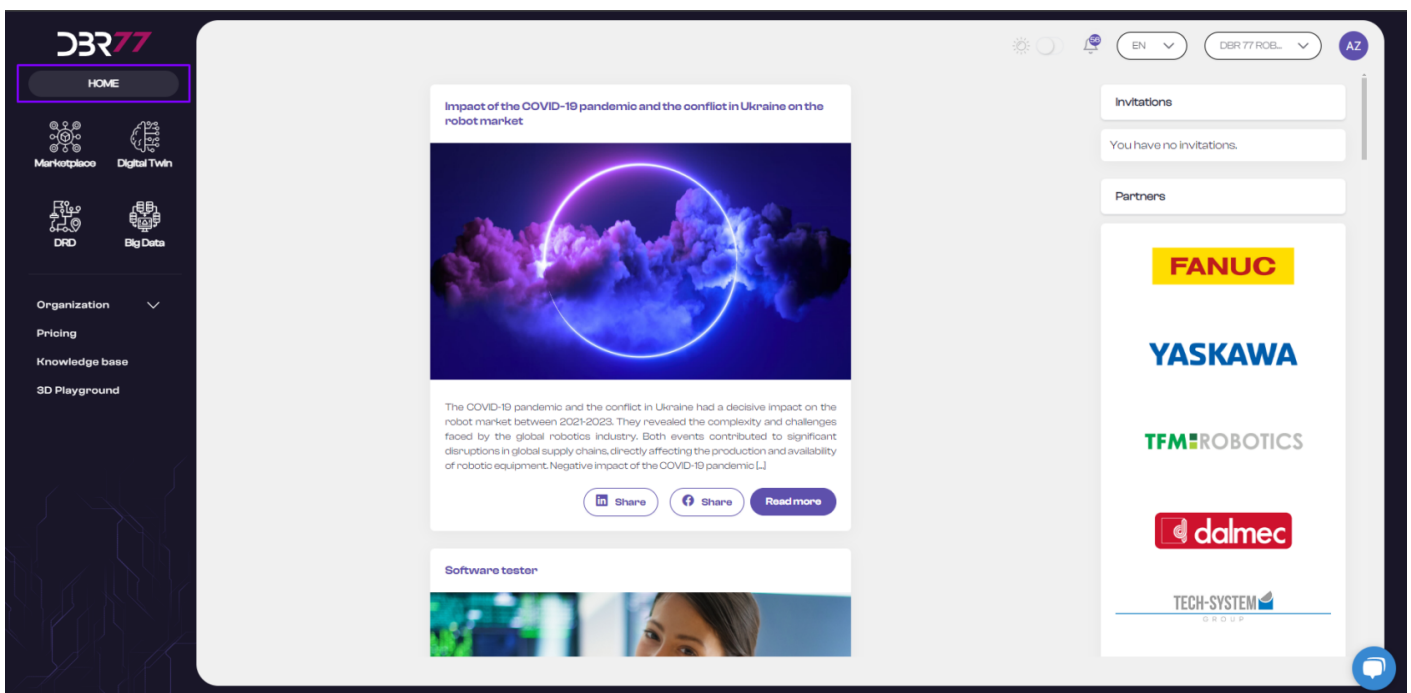 DBR77
HOME
Marketplace
Digital Twin
DRD
Big Data
Organization
Pricing
Knowledge base
3D Playground
56
EN
DBR 77 ROB...
AZ
Impact of the COVID-19 pandemic and the conflict in Ukraine on the
robot market
The COVID-19 pandemic and the conflict in Ukraine had a decisive impact on the
robot market between 2021-2023. They revealed the complexity and challenges
faced by the global robotics industry. Both events contributed to significant
disruptions in global supply chains, directly affecting the production and availability
of robotic equipment. Negative impact of the COVID-19 pandemic [...]
in Share
Share
Read more
Software tester
Invitations
You have no invitations.
Partners
FANUC
YASKAWA
TFM ROBOTICS
dalmec
TECH-SYSTEM
GROUP